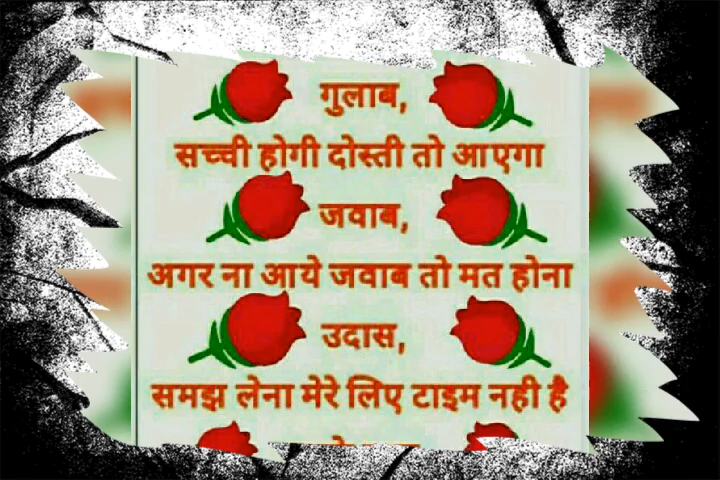 गुलाब,
सच्ची होगी दोस्ती तो आएगा
जवाब,
अगर ना आये जवाब तो मत होना
उदास,
समझ लेना मेरे लिए टाइम नही है